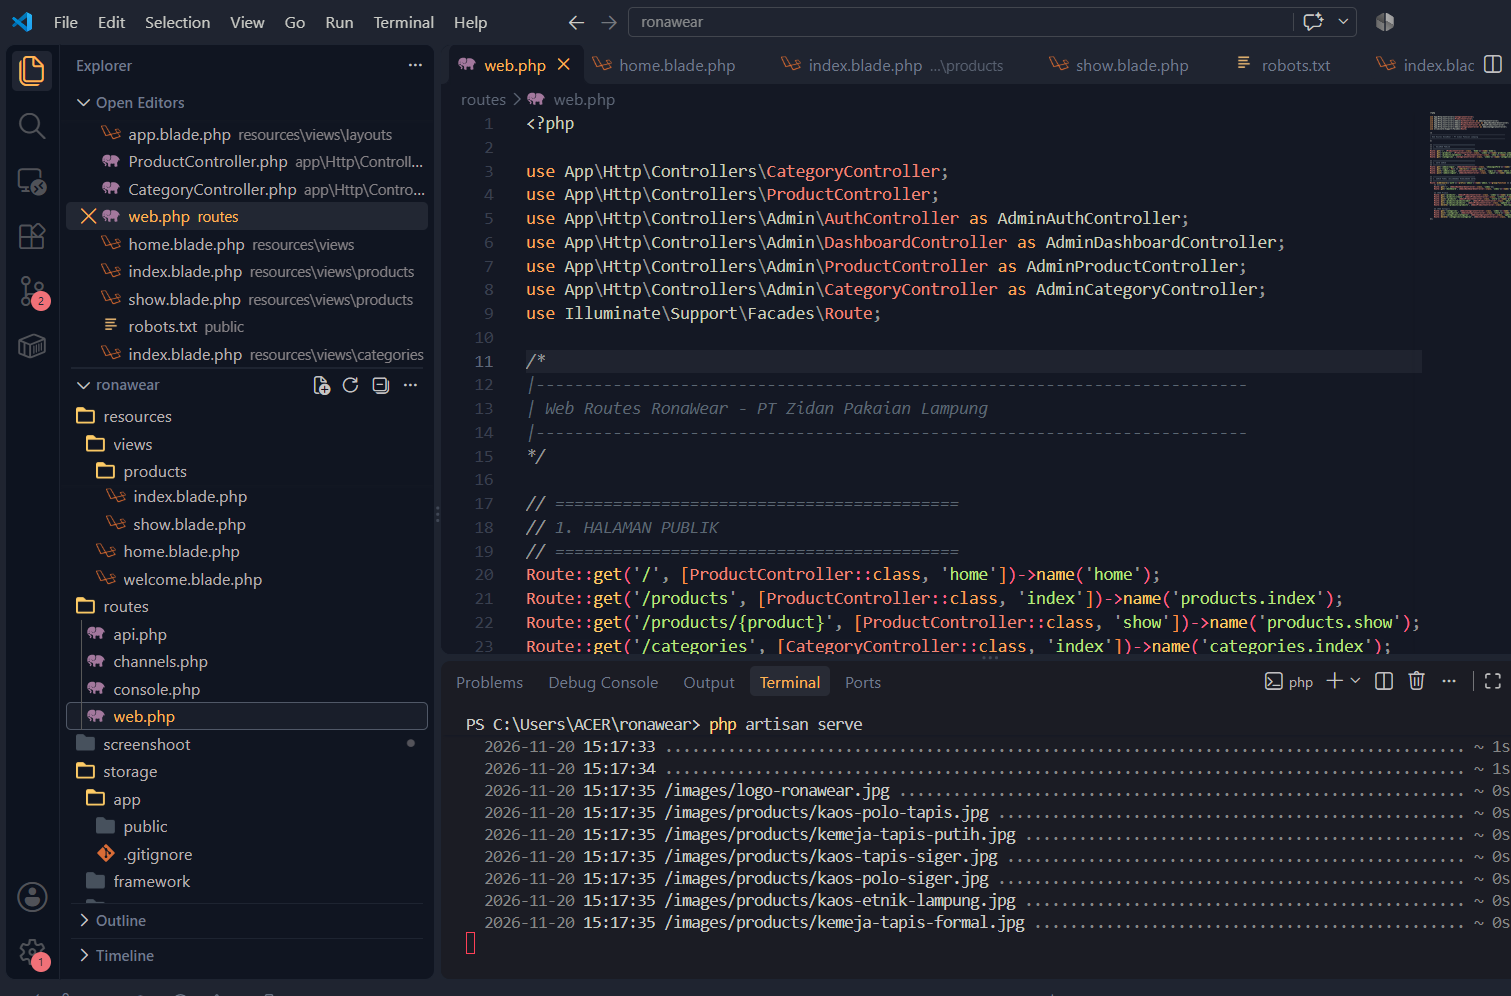 File Edit Selection View Go Run Terminal Help
ronawear
Explorer
Open Editors
app.blade.php resources\views\layouts
ProductController.php app\Http\Controll...
CategoryController.php app\Http\Contro...
web.php routes
home.blade.php resources\views
index.blade.php resources\views\products
show.blade.php resources\views\products
robots.txt public
index.blade.php resources\views\categories
ronawear
resources
views
products
index.blade.php
show.blade.php
home.blade.php
welcome.blade.php
routes
api.php
channels.php
console.php
web.php
screenshoot
storage
app
public
.gitignore
framework
Outline
Timeline
2
1
web.php home.blade.php index.blade.php ...\products show.blade.php robots.txt index.blac
routes > web.php
1 <?php
2
3 use App\Http\Controllers\CategoryController;
4 use App\Http\Controllers\ProductController;
5 use App\Http\Controllers\Admin\AuthController as AdminAuthController;
6 use App\Http\Controllers\Admin\DashboardController as AdminDashboardController;
7 use App\Http\Controllers\Admin\ProductController as AdminProductController;
8 use App\Http\Controllers\Admin\CategoryController as AdminCategoryController;
9 use Illuminate\Support\Facades\Route;
10
11 /*
12 |--------------------------------------------------------------------------
13 | Web Routes RonaWear - PT Zidan Pakaian Lampung
14 |--------------------------------------------------------------------------
15 */
16
17 // ==========================================
18 // 1. HALAMAN PUBLIK
19 // ==========================================
20 Route::get('/', [ProductController::class, 'home'])->name('home');
21 Route::get('/products', [ProductController::class, 'index'])->name('products.index');
22 Route::get('/products/{product}', [ProductController::class, 'show'])->name('products.show');
23 Route::get('/categories', [CategoryController::class, 'index'])->name('categories.index');
Problems Debug Console Output Terminal Ports
php
PS C:\Users\ACER\ronawear> php artisan serve
2026-11-20 15:17:33 ................................................................................ ~ 1s
2026-11-20 15:17:34 ................................................................................ ~ 1s
2026-11-20 15:17:35 /images/logo-ronawear.jpg ......................................................... ~ 0s
2026-11-20 15:17:35 /images/products/kaos-polo-tapis.jpg .............................................. ~ 0s
2026-11-20 15:17:35 /images/products/kemeja-tapis-putih.jpg ........................................... ~ 0s
2026-11-20 15:17:35 /images/products/kaos-tapis-siger.jpg ............................................. ~ 0s
2026-11-20 15:17:35 /images/products/kaos-polo-siger.jpg .............................................. ~ 0s
2026-11-20 15:17:35 /images/products/kaos-etnik-lampung.jpg ........................................... ~ 0s
2026-11-20 15:17:35 /images/products/kemeja-tapis-formal.jpg .......................................... ~ 0s